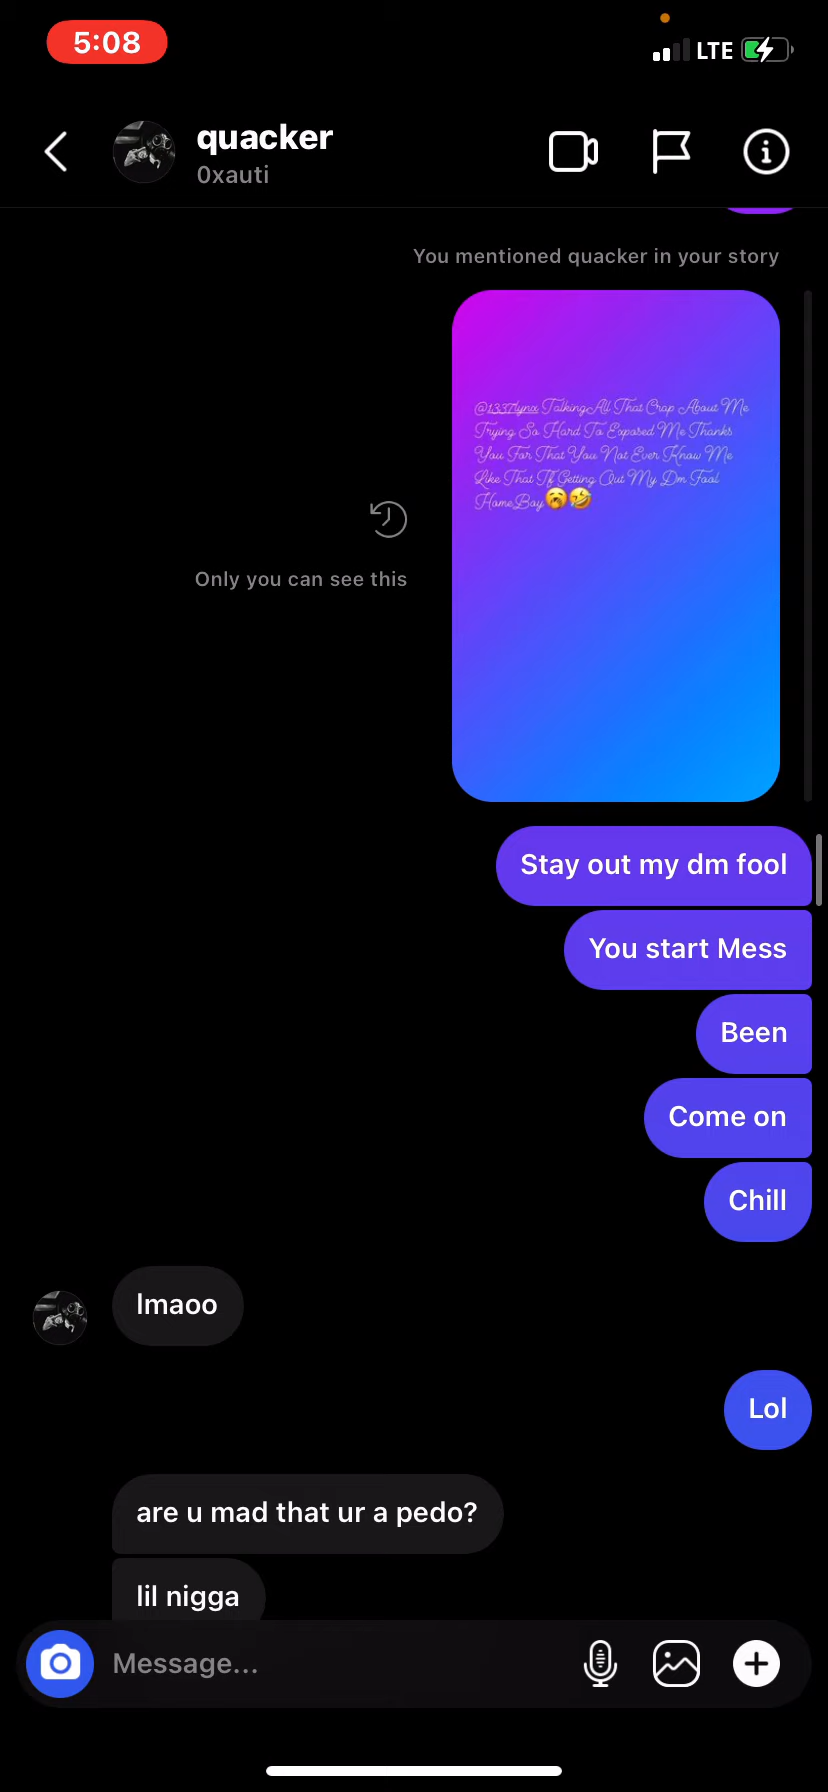 5:08
LTE
quacker
0xauti
You mentioned quacker in your story
@1337lynx Talking All That Crap About Me
Trying So Hard To Exposed Me Thanks
You For That You Not Ever Know Me
Like That Tf Getting Out My Dm Fool
HomeBoy😭🤣
Only you can see this
Stay out my dm fool
You start Mess
Been
Come on
Chill
lmaoo
Lol
are u mad that ur a pedo?
lil nigga
Message...